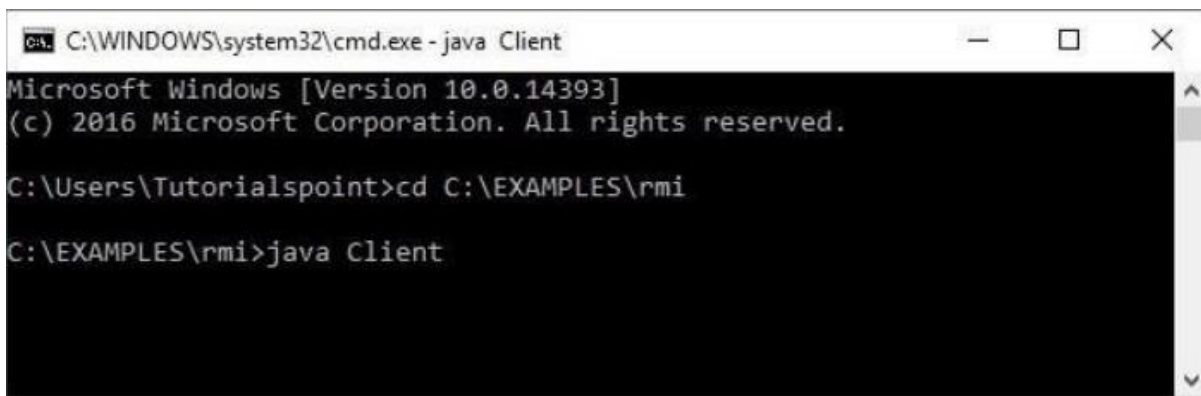 C:\WINDOWS\system32\cmd.exe - java  Client
Microsoft Windows [Version 10.0.14393]
(c) 2016 Microsoft Corporation. All rights reserved.
C:\Users\Tutorialspoint>cd C:\EXAMPLES\rmi
C:\EXAMPLES\rmi>java Client